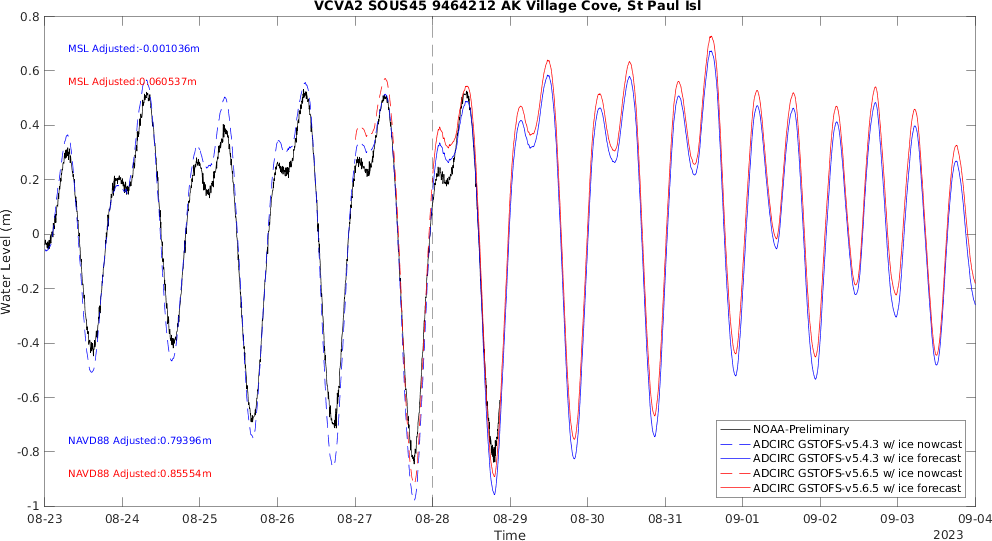 VCVA2 SOUS45 9464212 AK Village Cove, St Paul Isl
0.8
0.6
0.4
0.2
0
-0.2
-0.4
-0.6
-0.8
-1
Water Level (m)
MSL Adjusted:-0.001036m
MSL Adjusted:0.060537m
NAVD88 Adjusted:0.79396m
NAVD88 Adjusted:0.85554m
NOAA-Preliminary
ADCIRC GSTOFS-v5.4.3 w/ ice nowcast
ADCIRC GSTOFS-v5.4.3 w/ ice forecast
ADCIRC GSTOFS-v5.6.5 w/ ice nowcast
ADCIRC GSTOFS-v5.6.5 w/ ice forecast
08-23 08-24 08-25 08-26 08-27 08-28 08-29 08-30 08-31 09-01 09-02 09-03 09-04
Time
2023